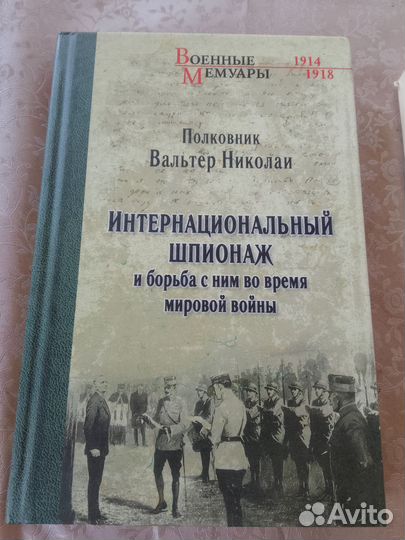 Военные 1914
Мемуары 1918
Полковник
Вальтер Николаи
Интернациональный
шпионаж
и борьба с ним во время
мировой войны
Avito